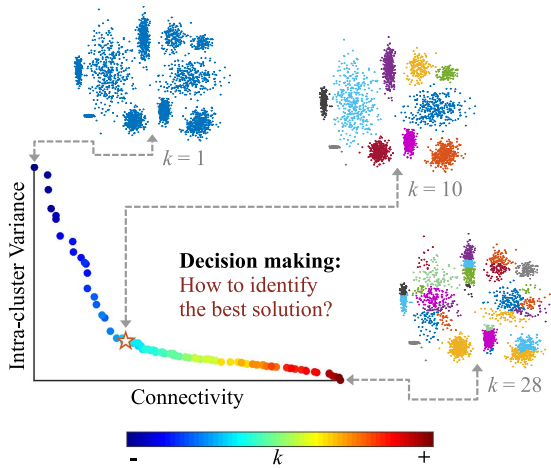 k = 1
k = 10
Intra-cluster Variance
Decision making:
How to identify
the best solution?
k = 28
Connectivity
- k +